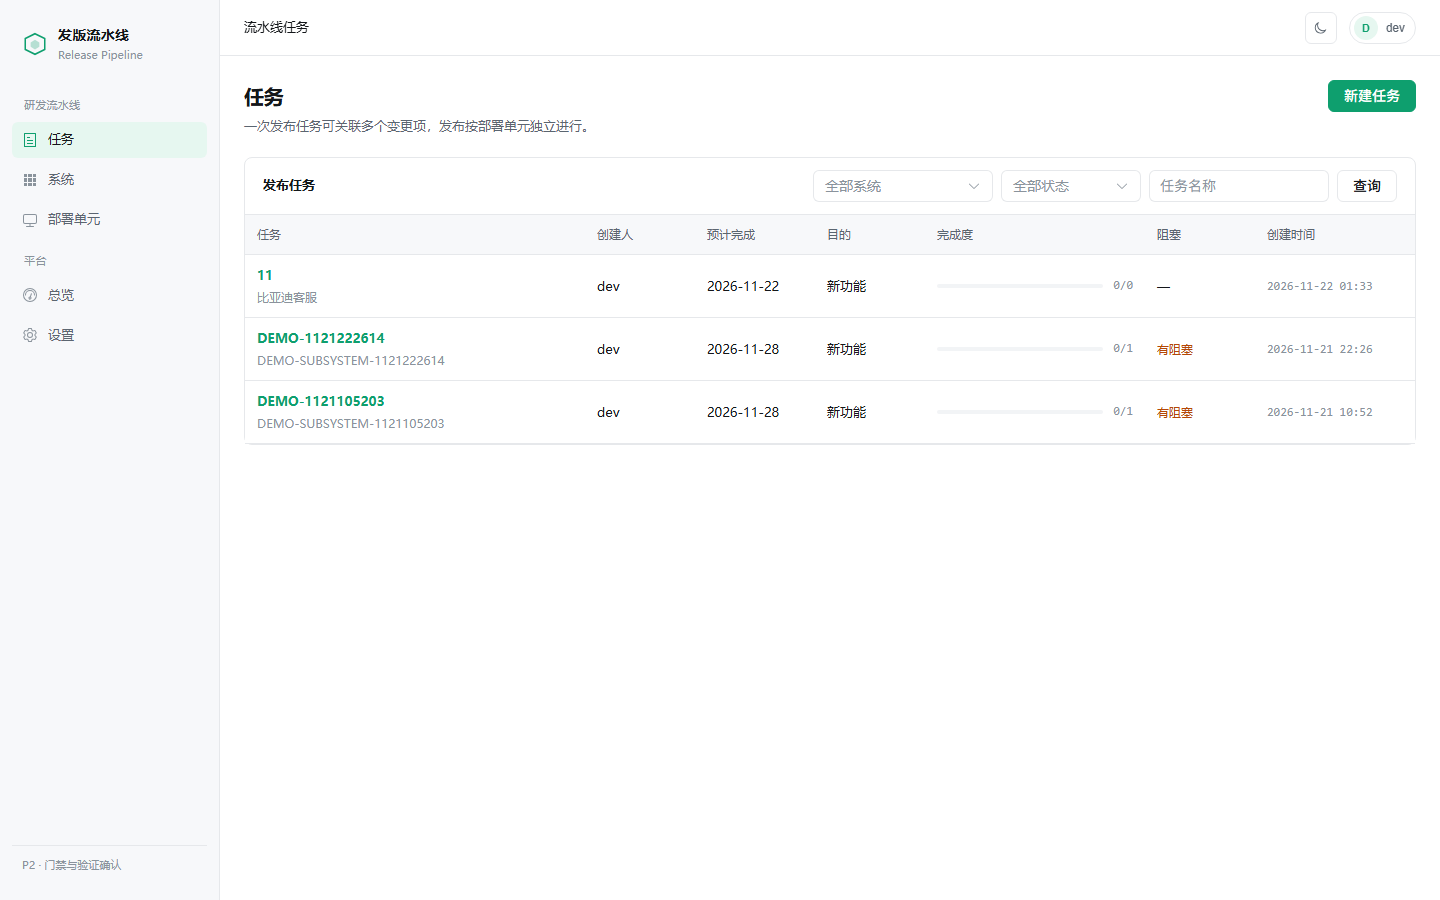 发版流水线
Release Pipeline
研发流水线
任务
系统
部署单元
平台
总览
设置
P2 · 门禁与验证确认
流水线任务
D dev
任务
新建任务
一次发布任务可关联多个变更项，发布按部署单元独立进行。
发布任务 全部系统 全部状态 任务名称 查询
任务 创建人 预计完成 目的 完成度 阻塞 创建时间
11
比亚迪客服
dev 2026-11-22 新功能 0/0 — 2026-11-22 01:33
DEMO-1121222614
DEMO-SUBSYSTEM-1121222614
dev 2026-11-28 新功能 0/1 有阻塞 2026-11-21 22:26
DEMO-1121105203
DEMO-SUBSYSTEM-1121105203
dev 2026-11-28 新功能 0/1 有阻塞 2026-11-21 10:52